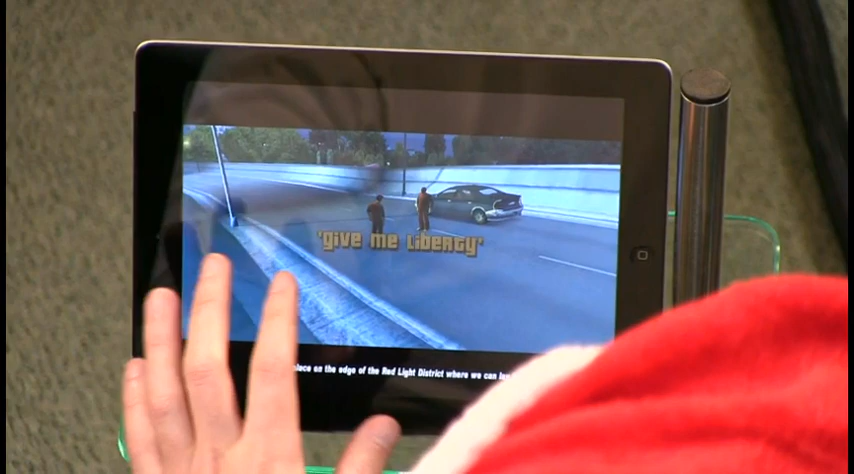 'GIVE ME LIBERTY'
place on the edge of the Red Light District where we can